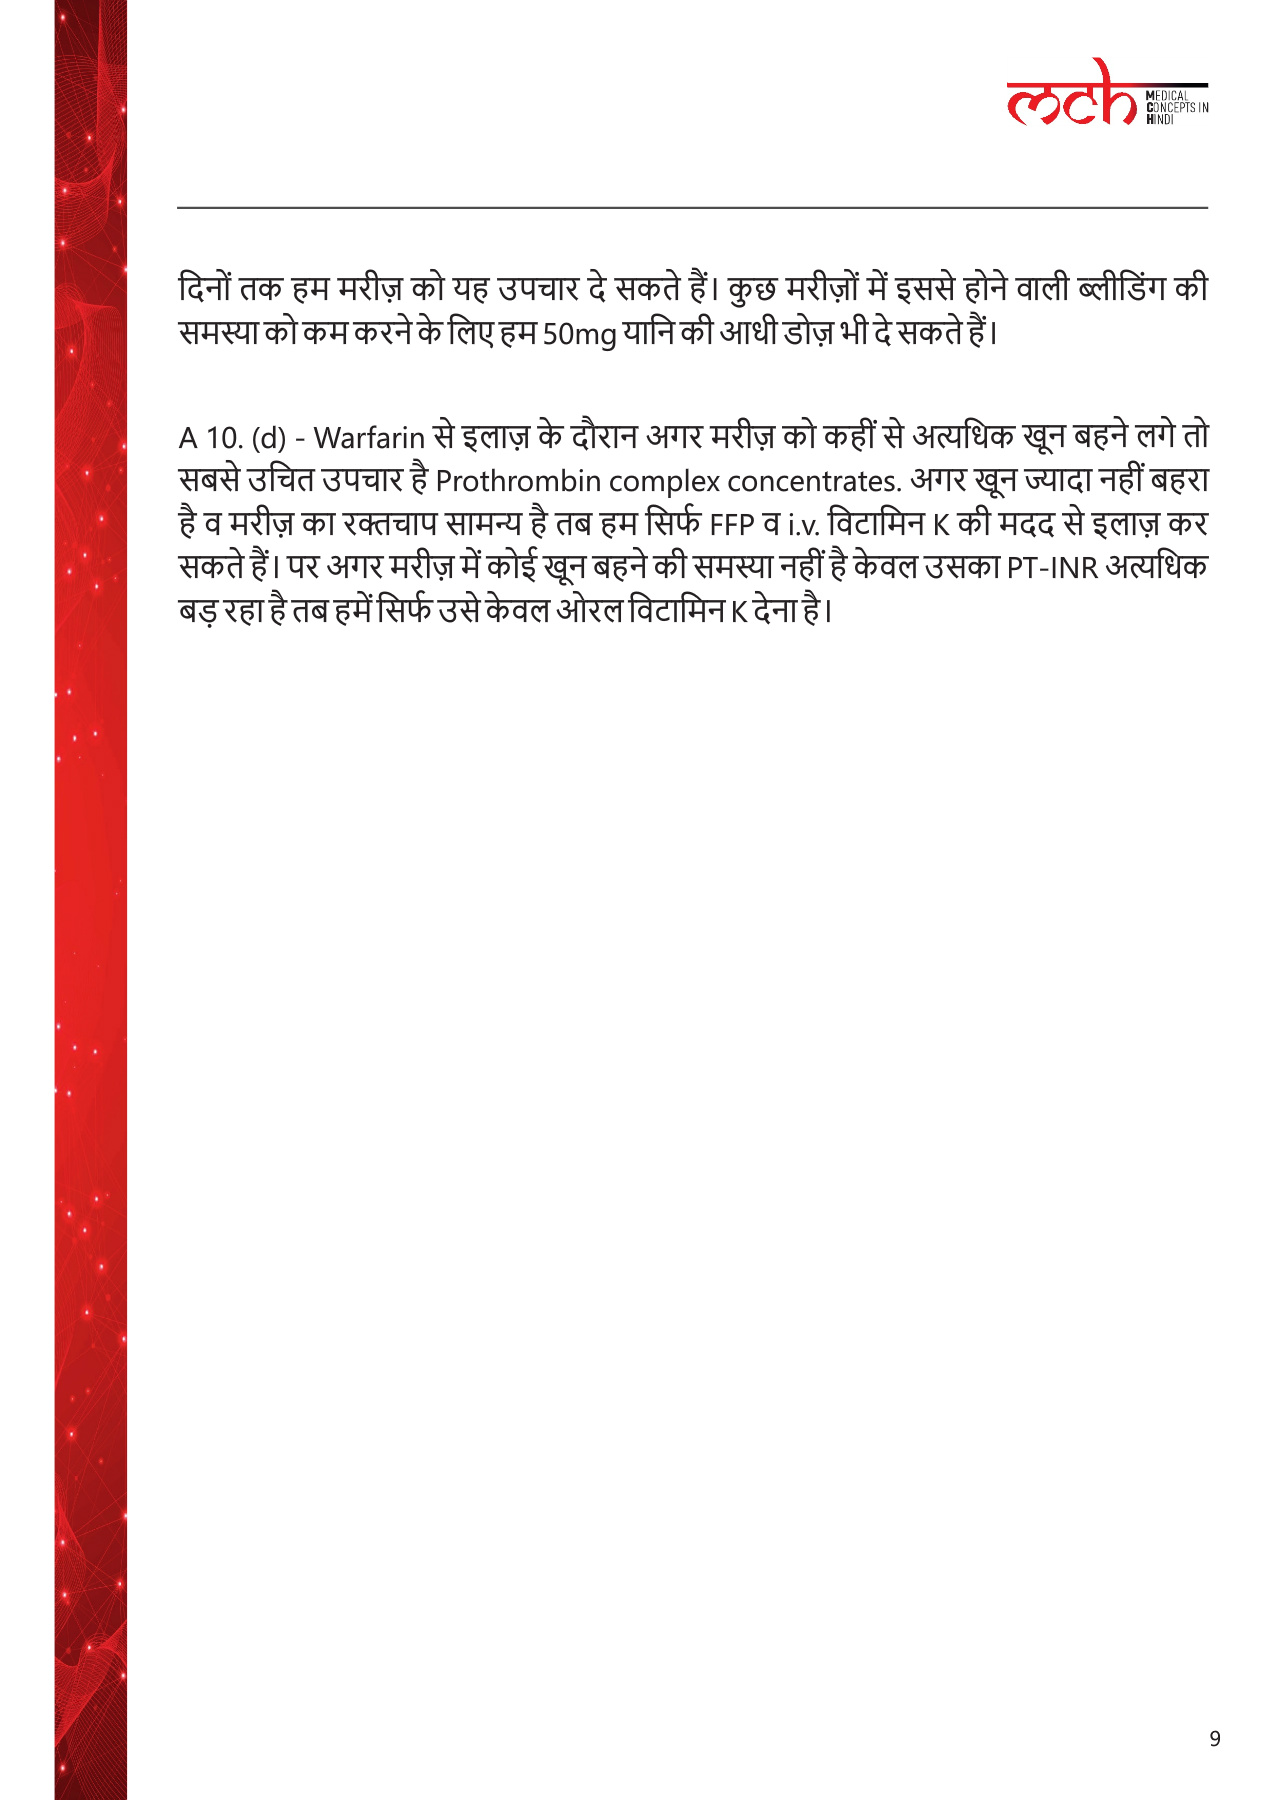 mch
MEDICAL
CONCEPTS IN
HINDI
दिनों तक हम मरीज़ को यह उपचार दे सकते हैं। कुछ मरीज़ों में इससे होने वाली ब्लीडिंग की
समस्या को कम करने के लिए हम 50mg यानि की आधी डोज़ भी दे सकते हैं।
A 10. (d) - Warfarin से इलाज़ के दौरान अगर मरीज़ को कहीं से अत्यधिक खून बहने लगे तो
सबसे उचित उपचार है Prothrombin complex concentrates. अगर खून ज्यादा नहीं बहरा
है व मरीज़ का रक्तचाप सामन्य है तब हम सिर्फ FFP व i.v. विटामिन K की मदद से इलाज़ कर
सकते हैं। पर अगर मरीज़ में कोई खून बहने की समस्या नहीं है केवल उसका PT-INR अत्यधिक
बड़ रहा है तब हमें सिर्फ उसे केवल ओरल विटामिन K देना है।
9